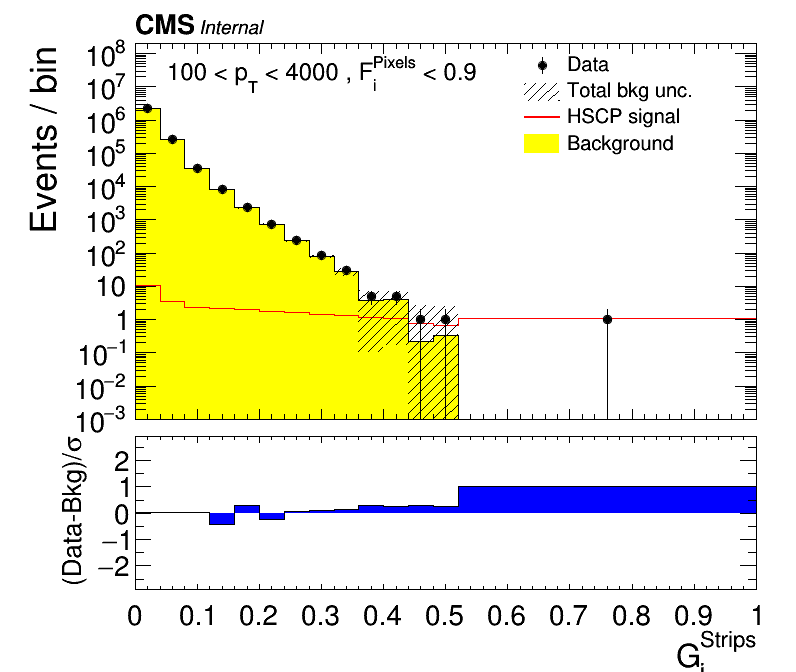 CMS Internal
Events / bin
10^8
10^7
10^6
10^5
10^4
10^3
10^2
10
1
10^−1
10^−2
10^−3
100 < p_T < 4000 , F_i^Pixels < 0.9
Data
Total bkg unc.
HSCP signal
Background
(Data-Bkg)/σ
2
1
0
−1
−2
0 0.1 0.2 0.3 0.4 0.5 0.6 0.7 0.8 0.9 1
G_i^Strips